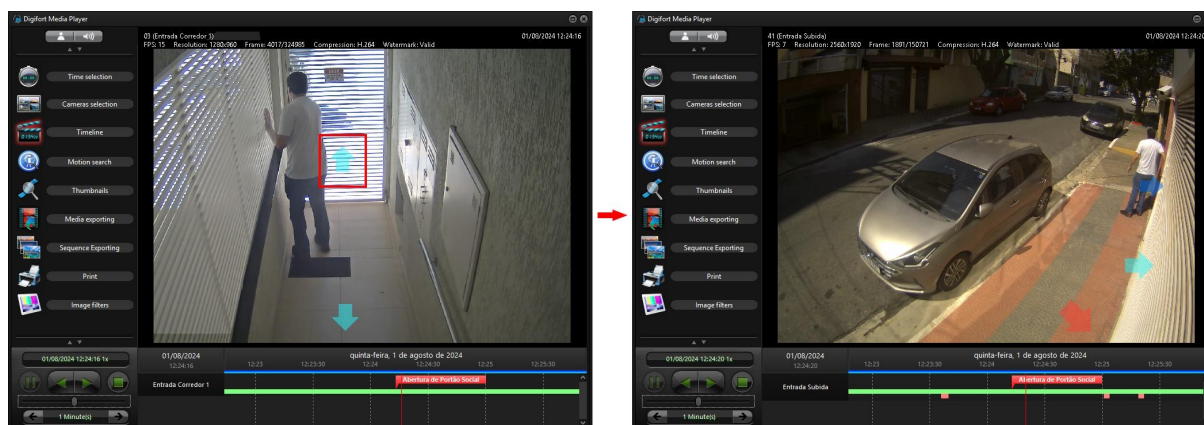 Digifort Media Player
Time selection
Cameras selection
Timeline
Motion search
Thumbnails
Media exporting
Sequence Exporting
Print
Image filters
03 (Entrada Corredor 1)
01/08/2024 12:24:16
FPS: 15 Resolution: 1280x960 Frame: 4017/324985 Compression: H.264 Watermark: Valid
01/08/2024 12:24:16 1x
1 Minute(s)
01/08/2024
12:24:16
quinta-feira, 1 de agosto de 2024
12:23 12:23:30 12:24 12:24:30 12:25 12:25:30
Entrada Corredor 1
Abertura de Portão Social
Digifort Media Player
Time selection
Cameras selection
Timeline
Motion search
Thumbnails
Media exporting
Sequence Exporting
Print
Image filters
41 (Entrada Subida)
01/08/2024 12:24:20
FPS: 7 Resolution: 2560x1920 Frame: 1891/150721 Compression: H.264 Watermark: Valid
01/08/2024 12:24:20 1x
1 Minute(s)
01/08/2024
12:24:20
quinta-feira, 1 de agosto de 2024
12:23 12:23:30 12:24 12:24:30 12:25 12:25:30
Entrada Subida
Abertura de Portão Social